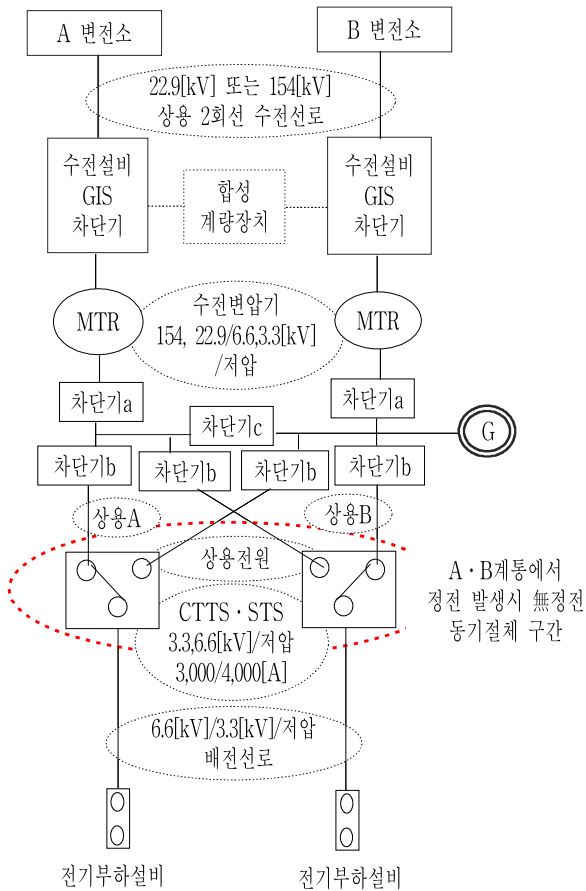 A 변전소
B 변전소
22.9[kV] 또는 154[kV]
상용 2회선 수전선로
수전설비
GIS
차단기
합성
계량장치
수전설비
GIS
차단기
MTR
수전변압기
154, 22.9/6.6,3.3[kV]
/저압
MTR
차단기a
차단기a
차단기c
G
차단기b
차단기b
차단기b
차단기b
상용A
상용B
상용전원
CTTS·STS
3.3,6.6[kV]/저압
3,000/4,000[A]
A·B계통에서
정전 발생시 無정전
동기절체 구간
6.6[kV]/3.3[kV]/저압
배전선로
전기부하설비
전기부하설비